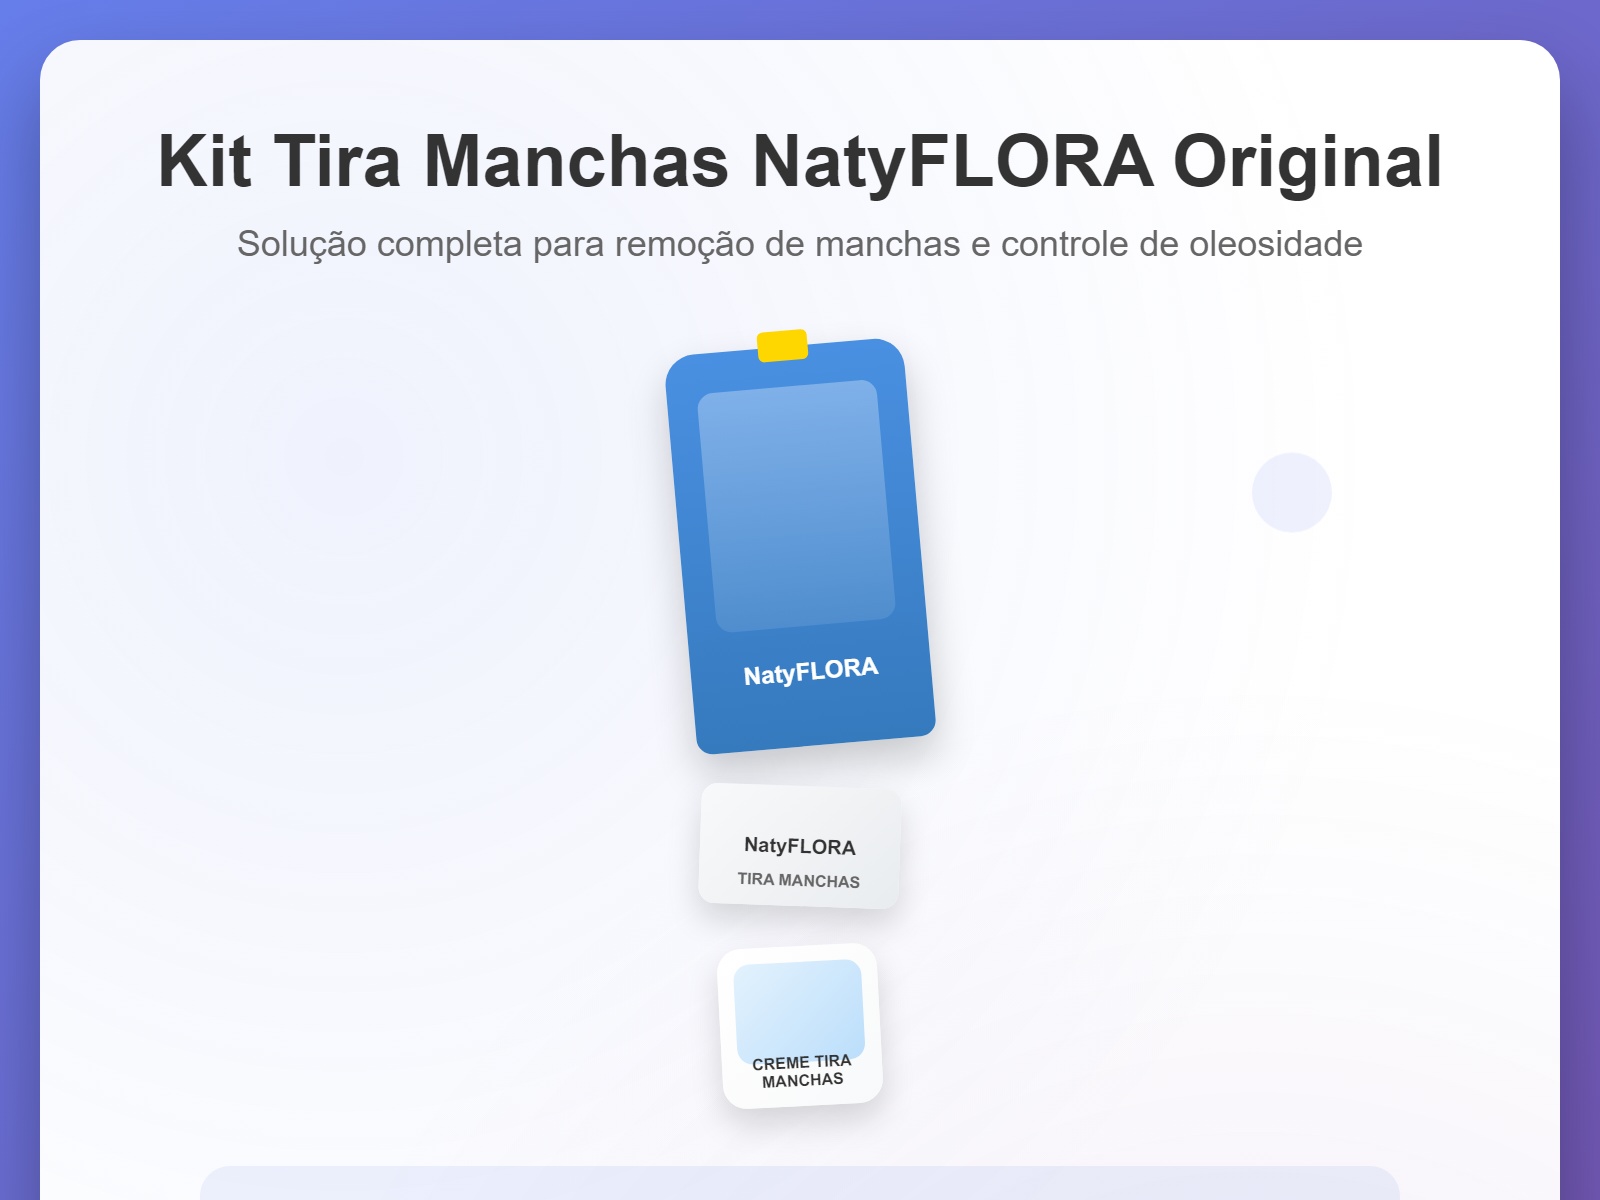 Kit Tira Manchas NatyFLORA Original
Solução completa para remoção de manchas e controle de oleosidade
NatyFLORA
NatyFLORA
TIRA MANCHAS
CREME TIRA
MANCHAS